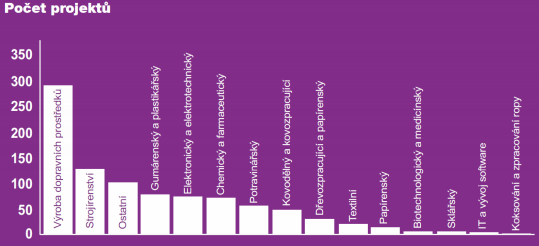 Počet projektů
350
300
250
200
150
100
50
0
Výroba dopravních prostředků
Strojírenství
Ostatní
Gumárenský a plastikářský
Elektronický a elektrotechnický
Chemický a farmaceutický
Potravinářský
Kovodělný a kovozpracující
Dřevozpracující a papírenský
Textilní
Papírenský
Biotechnologický a medicínský
Sklářský
IT a vývoj software
Koksování a zpracování ropy